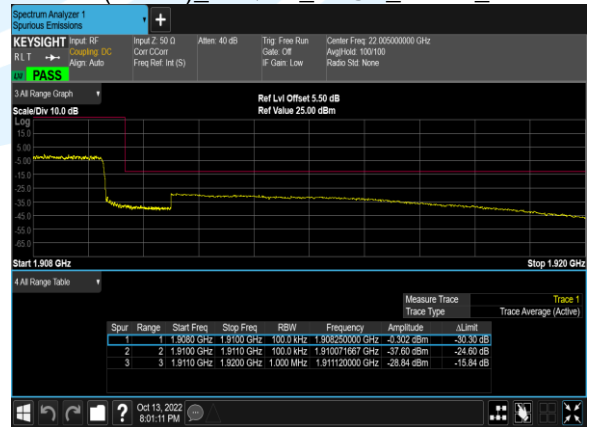 Spectrum Analyzer 1
Spurious Emissions
+
KEYSIGHT Input: RF Input Z: 50 Ω Atten: 40 dB Trig: Free Run Center Freq: 22.005000000 GHz
RLT Coupling: DC Corr CCorr Gate: Off Avg|Hold: 100/100
Align: Auto Freq Ref: Int (S) IF Gain: Low Radio Std: None
PASS
3 All Range Graph
Ref Lvl Offset 5.50 dB
Scale/Div 10.0 dB Ref Value 25.00 dBm
Log
15.0
5.00
-5.00
-15.0
-25.0
-35.0
-45.0
-55.0
-65.0
Start 1.908 GHz Stop 1.920 GHz
4 All Range Table
Measure Trace Trace 1
Trace Type Trace Average (Active)
Spur Range Start Freq Stop Freq RBW Frequency Amplitude ΔLimit
1 1 1.9080 GHz 1.9100 GHz 100.0 kHz 1.908250000 GHz -0.302 dBm -30.30 dB
2 2 1.9100 GHz 1.9110 GHz 100.0 kHz 1.910071667 GHz -37.60 dBm -24.60 dB
3 3 1.9110 GHz 1.9200 GHz 1.000 MHz 1.911120000 GHz -28.84 dBm -15.84 dB
? Oct 13, 2022
8:01:11 PM